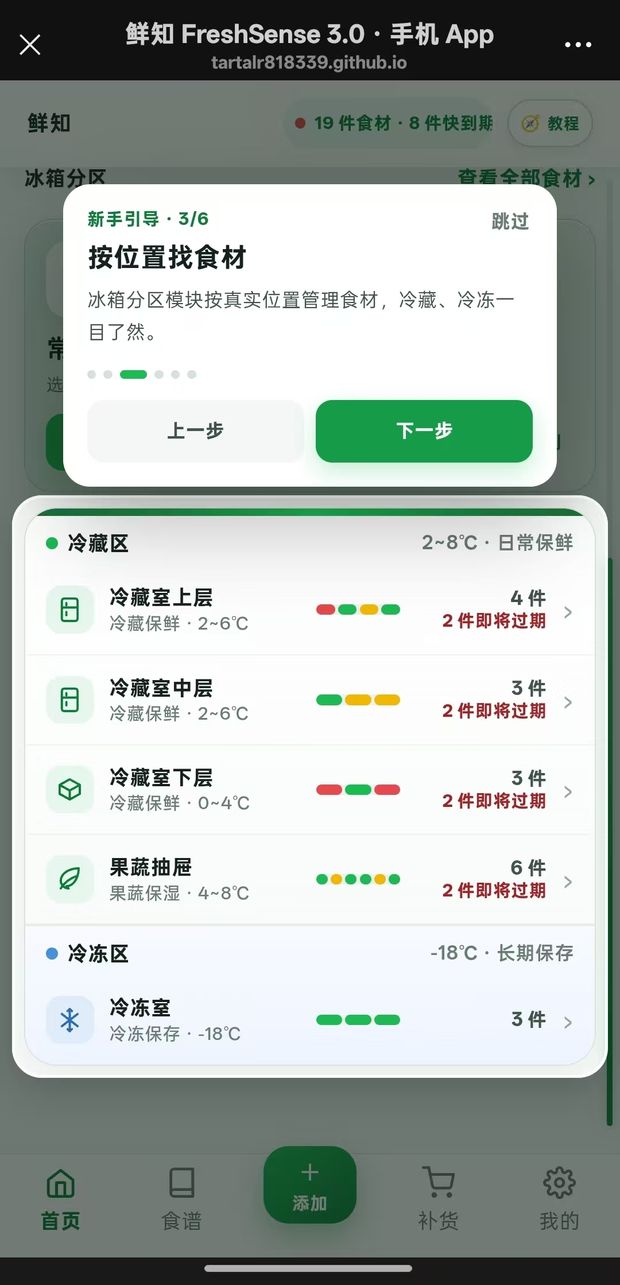 鲜知 FreshSense 3.0 · 手机 App
tartalr818339.github.io
鲜知
19 件食材 · 8 件快到期
教程
冰箱分区
查看全部食材 ›
新手引导 · 3/6
跳过
按位置找食材
冰箱分区模块按真实位置管理食材，冷藏、冷冻一
目了然。
常
选
上一步
下一步
冷藏区
2~8℃ · 日常保鲜
冷藏室上层
4 件
冷藏保鲜 · 2~6℃
2 件即将过期
冷藏室中层
3 件
冷藏保鲜 · 2~6℃
2 件即将过期
冷藏室下层
3 件
冷藏保鲜 · 0~4℃
2 件即将过期
果蔬抽屉
6 件
果蔬保湿 · 4~8℃
2 件即将过期
冷冻区
-18℃ · 长期保存
冷冻室
3 件
冷冻保存 · -18℃
首页
食谱
添加
补货
我的